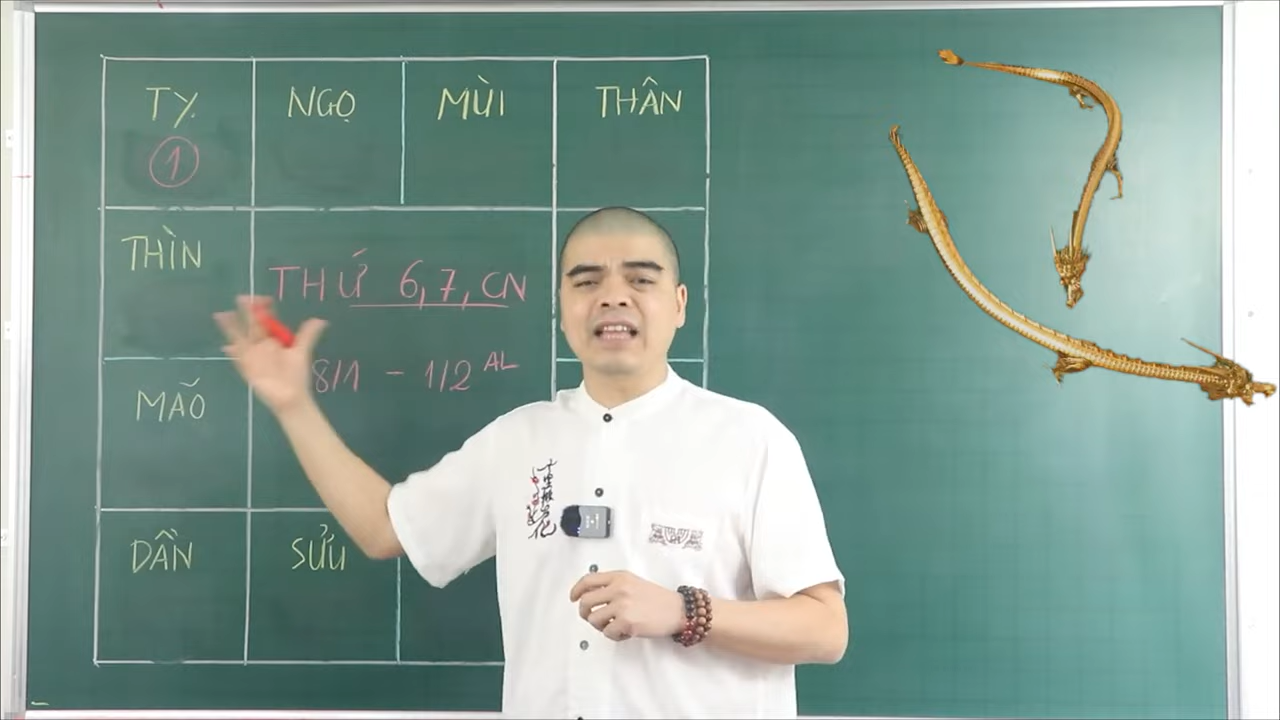 TỴ NGỌ MÙI THÂN
1
THÌN
THỨ 6, 7, CN
8/1 - 1/2 AL
MÃO
DẦN SỬU